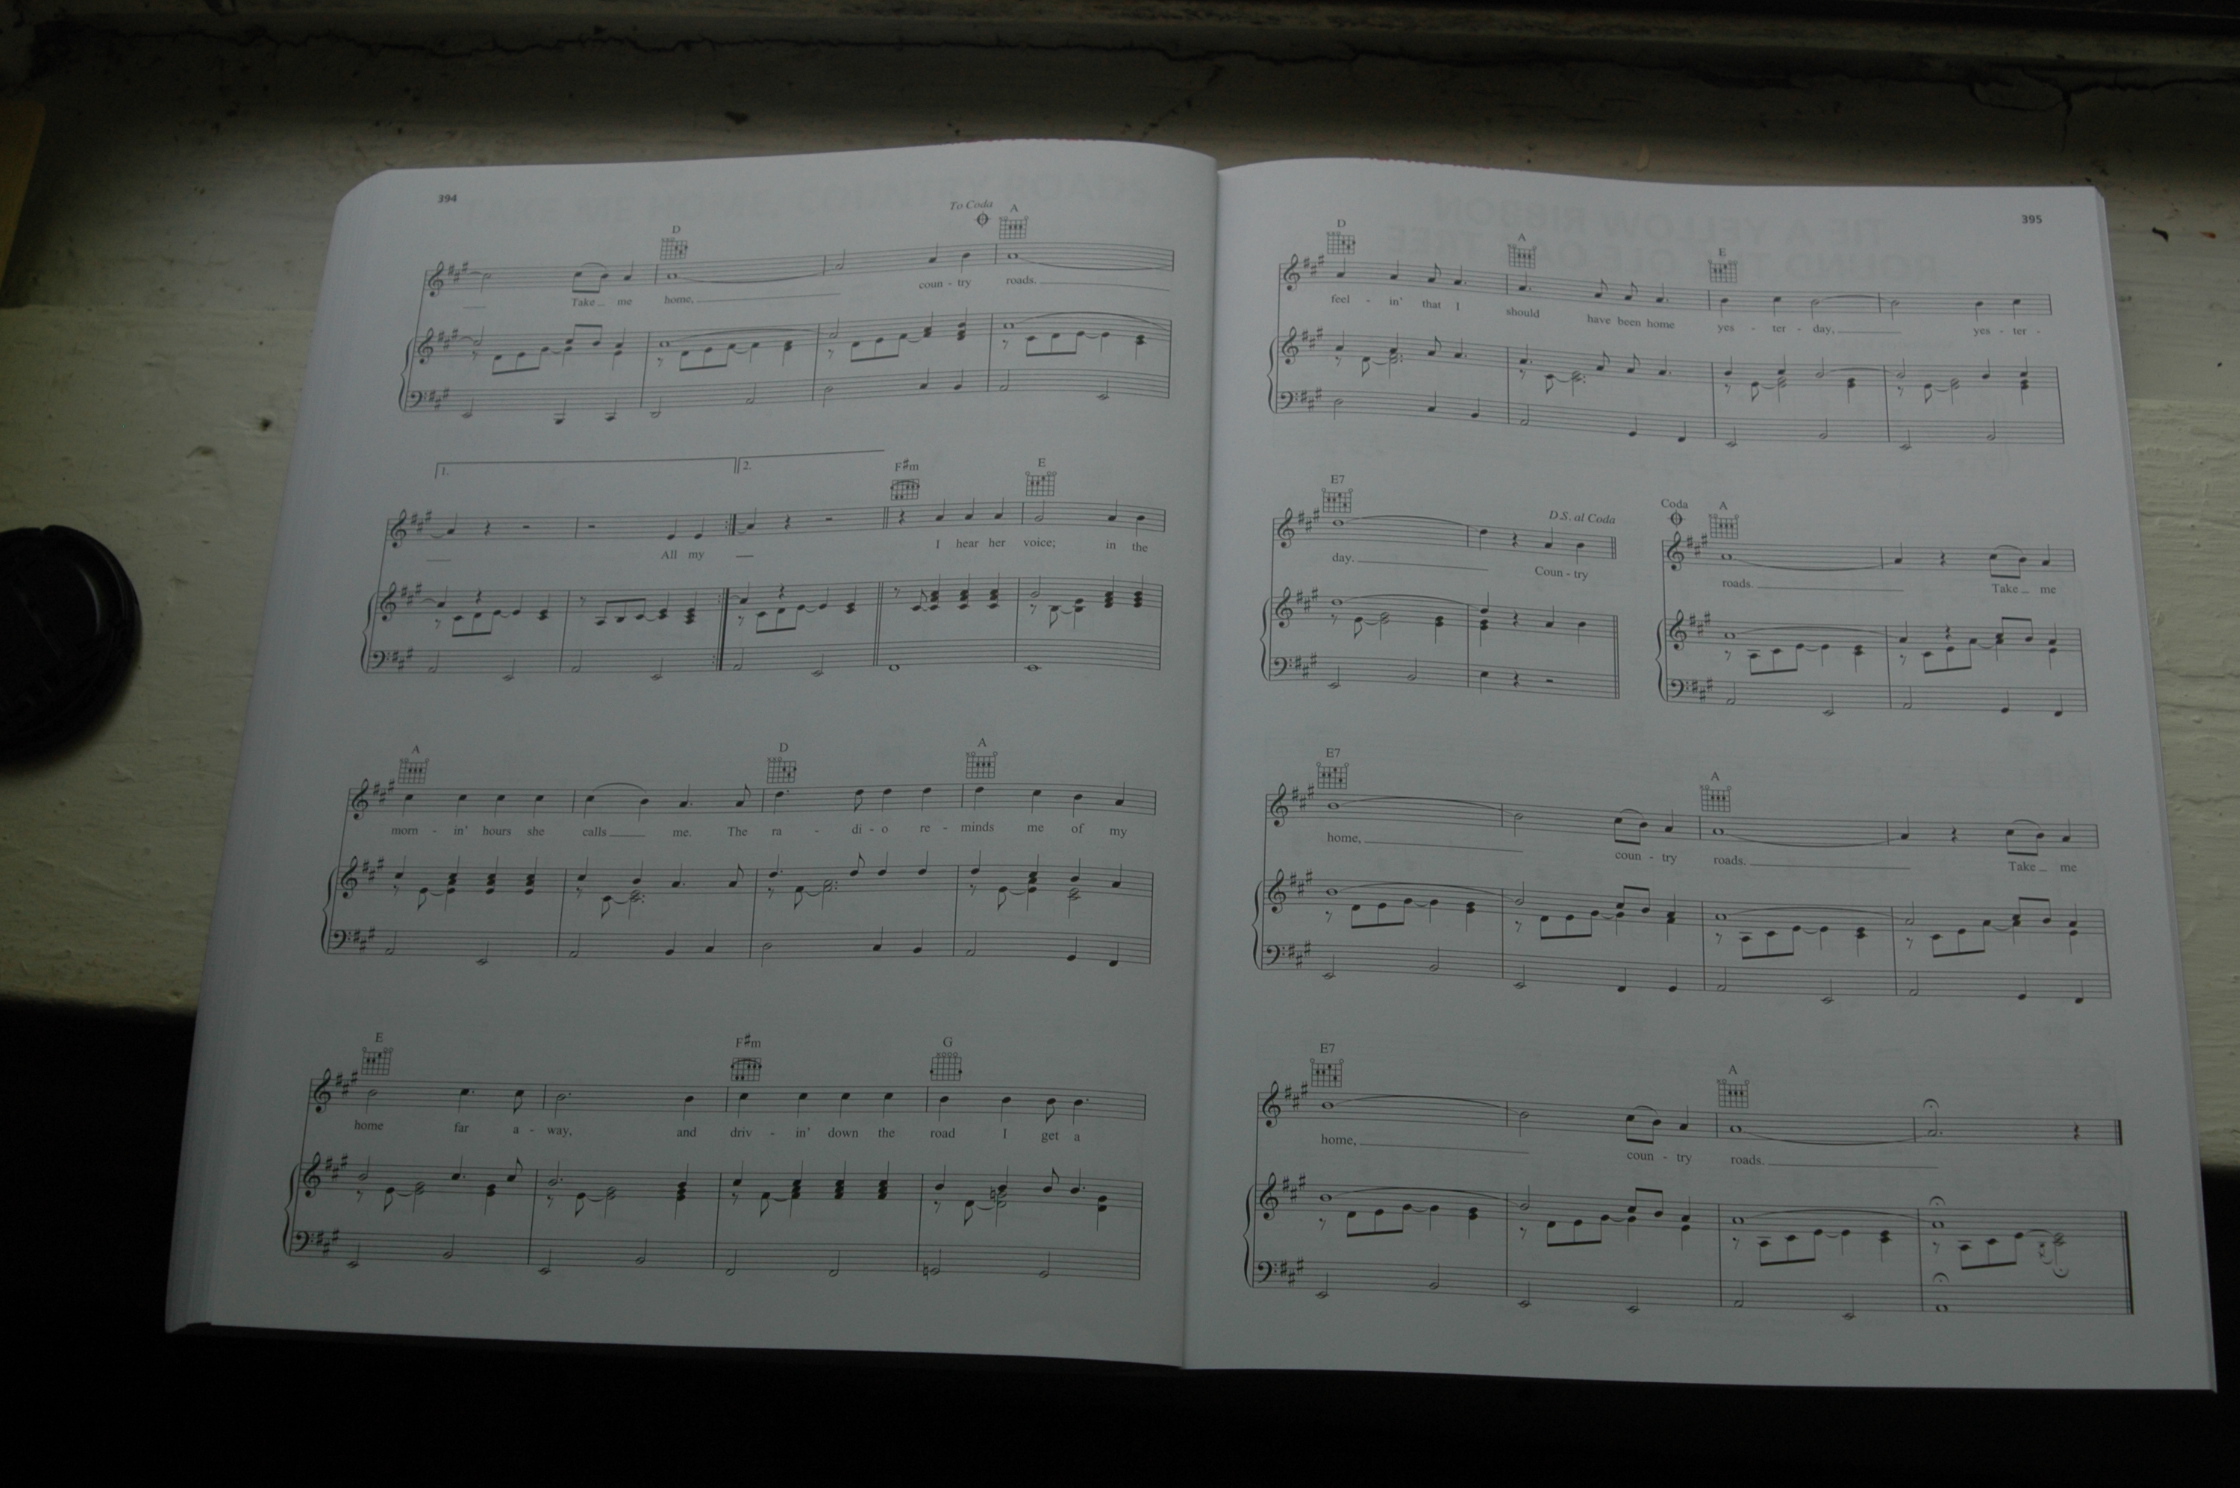 394
To Coda
D A
Take me home, coun - try roads.
1. 2.
F#m E
All my I hear her voice; in the
A D A
morn - in' hours she calls me. The ra - di - o re - minds me of my
E F#m G
home far a - way, and driv - in' down the road I get a
395
D A E
feel - in' that I should have been home yes - ter - day, yes - ter -
E7
D.S. al Coda
day. Coun - try
Coda
A
roads. Take me
E7 A
home, coun - try roads. Take me
E7 A
home, coun - try roads.